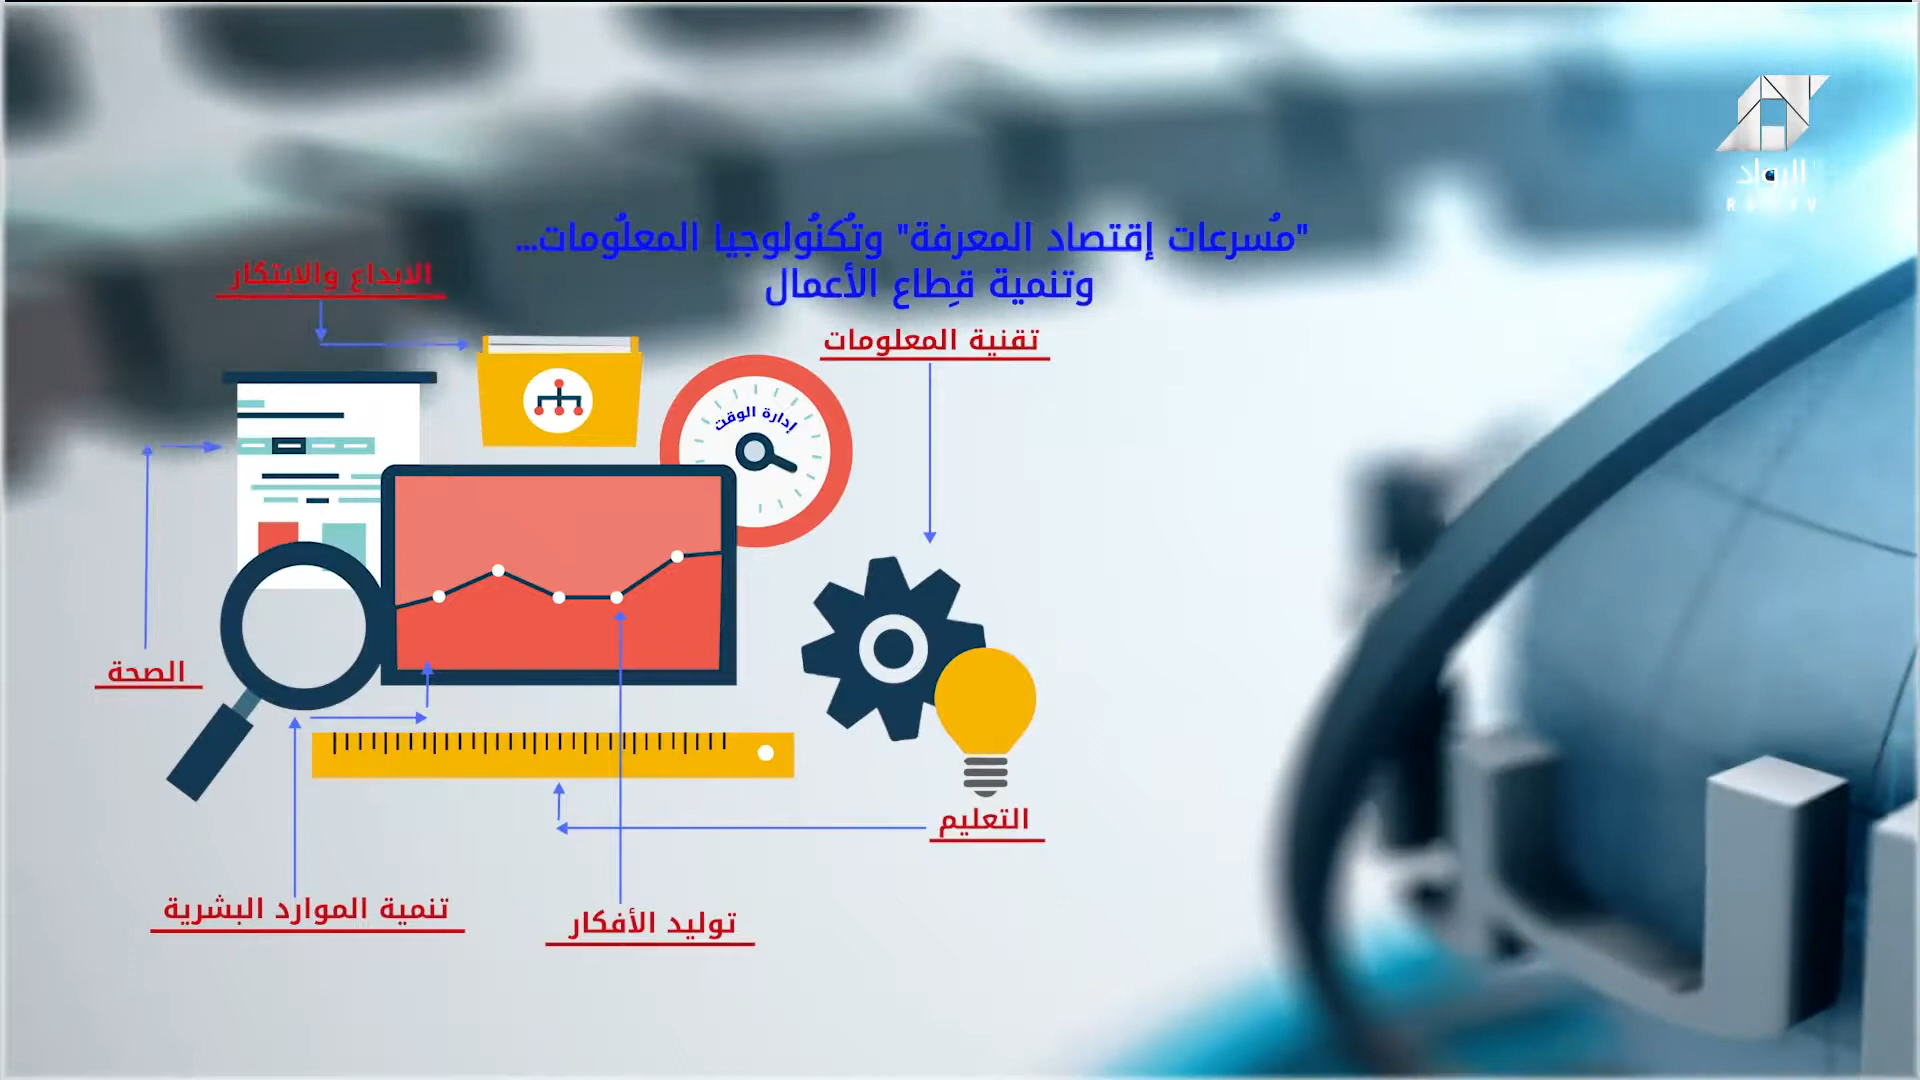 الرواد
"مُسرعات إقتصاد المعرفة" وتُكنُولوجيا المعلُومات...
وتنمية قِطاع الأعمال
الابداع والابتكار
تقنية المعلومات
إدارة الوقت
الصحة
التعليم
تنمية الموارد البشرية
توليد الأفكار